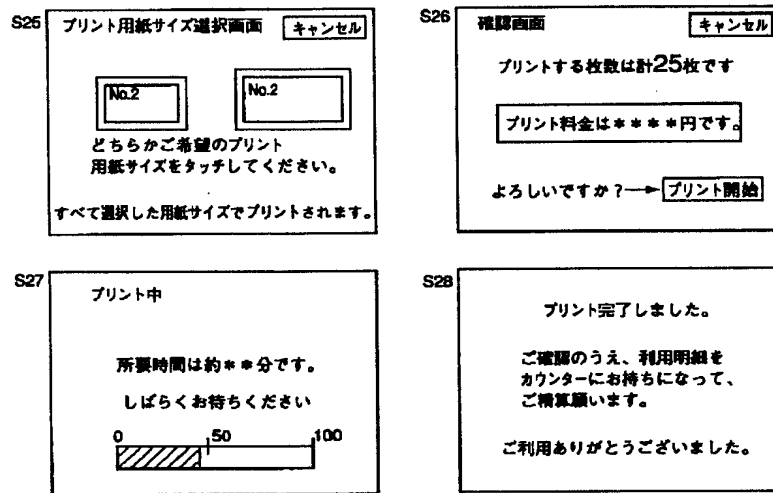 S25
プリント用紙サイズ選択画面 キャンセル
No.2 No.2
どちらかご希望のプリント
用紙サイズをタッチしてください。
すべて選択した用紙サイズでプリントされます。
S26
確認画面 キャンセル
プリントする枚数は計25枚です
プリント料金は＊＊＊＊円です。
よろしいですか？→ プリント開始
S27
プリント中
所要時間は約＊＊分です。
しばらくお待ちください
0 50 100
S28
プリント完了しました。
ご確認のうえ、利用明細を
カウンターにお持ちになって、
ご精算願います。
ご利用ありがとうございました。